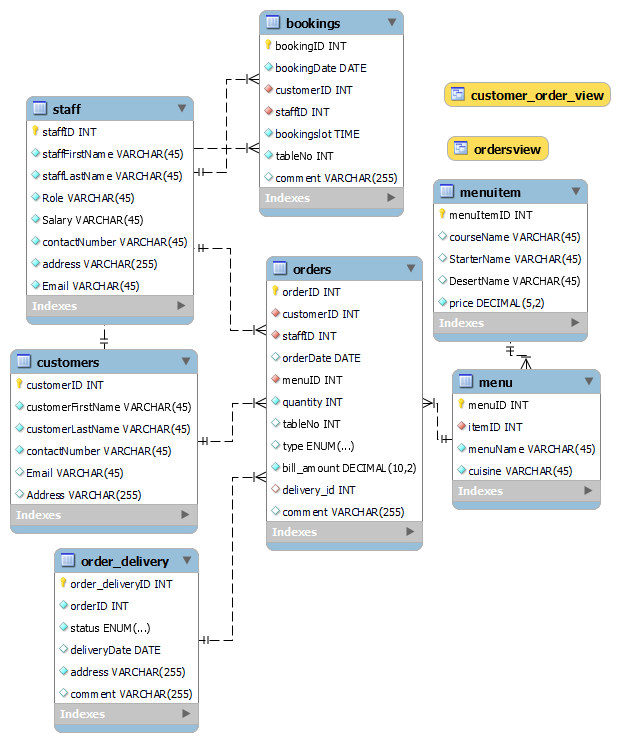 bookings
bookingID INT
bookingDate DATE
customerID INT
staffID INT
bookingslot TIME
tableNo INT
comment VARCHAR(255)
Indexes
customer_order_view
ordersview
staff
staffID INT
staffFirstName VARCHAR(45)
staffLastName VARCHAR(45)
Role VARCHAR(45)
Salary VARCHAR(45)
contactNumber VARCHAR(45)
address VARCHAR(255)
Email VARCHAR(45)
Indexes
menuitem
menuItemID INT
courseName VARCHAR(45)
StarterName VARCHAR(45)
DesertName VARCHAR(45)
price DECIMAL(5,2)
Indexes
orders
orderID INT
customerID INT
staffID INT
orderDate DATE
menuID INT
quantity INT
tableNo INT
type ENUM(...)
bill_amount DECIMAL(10,2)
delivery_id INT
comment VARCHAR(255)
Indexes
customers
customerID INT
customerFirstName VARCHAR(45)
customerLastName VARCHAR(45)
contactNumber VARCHAR(45)
Email VARCHAR(45)
Address VARCHAR(255)
Indexes
menu
menuID INT
itemID INT
menuName VARCHAR(45)
cuisine VARCHAR(45)
Indexes
order_delivery
order_deliveryID INT
orderID INT
status ENUM(...)
deliveryDate DATE
address VARCHAR(255)
comment VARCHAR(255)
Indexes